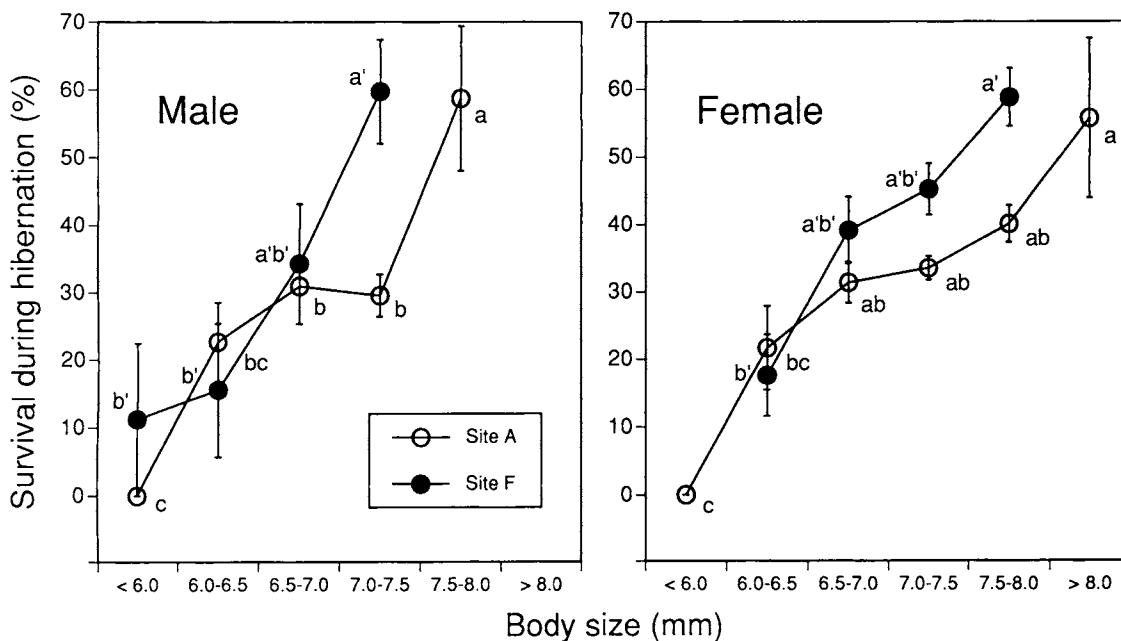 Survival during hibernation (%)
70
60
50
40
30
20
10
0
Male
b'
c
b'
bc
a'b'
b
a'
b
a
Site A
Site F
< 6.0
6.0-6.5
6.5-7.0
7.0-7.5
7.5-8.0
> 8.0
70
60
50
40
30
20
10
0
Female
c
b'
bc
a'b'
ab
a'b'
ab
a'
ab
a
< 6.0
6.0-6.5
6.5-7.0
7.0-7.5
7.5-8.0
> 8.0
Body size (mm)